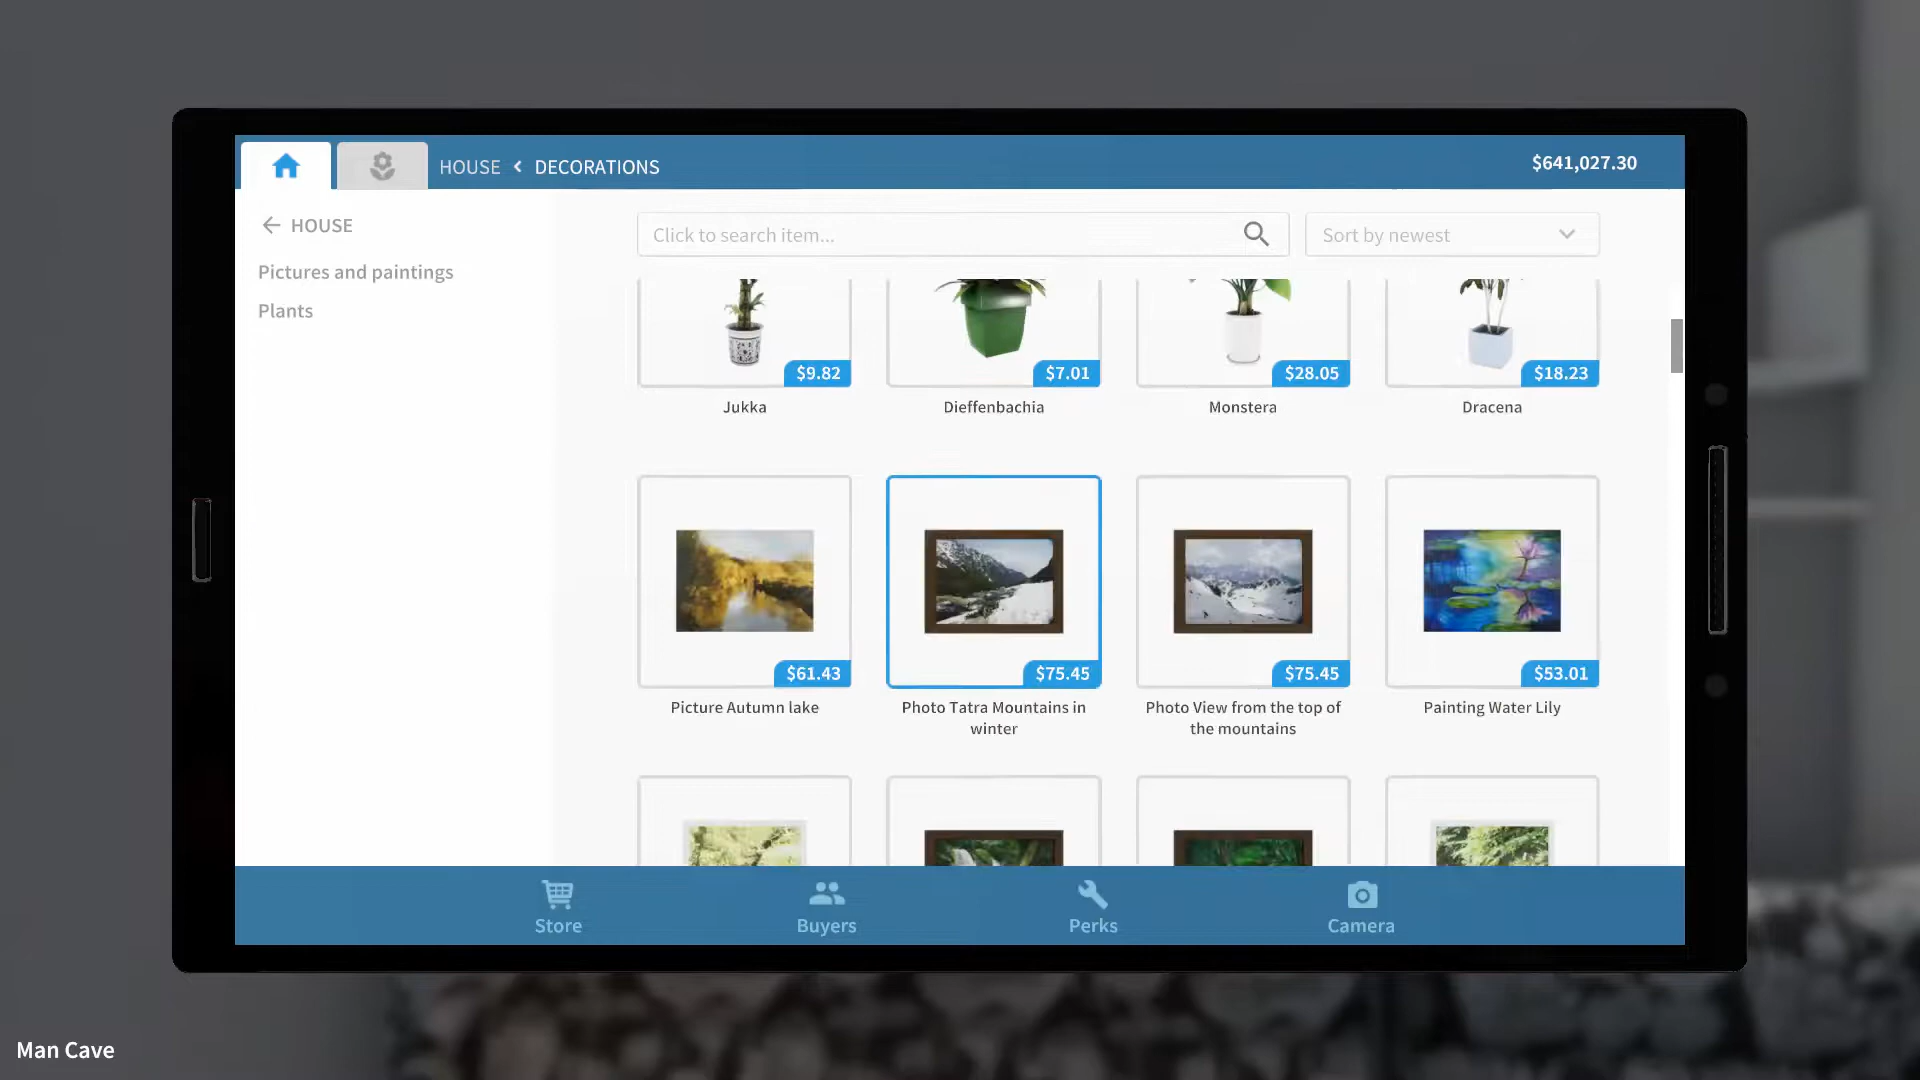 HOUSE < DECORATIONS
$641,027.30
HOUSE
Pictures and paintings
Plants
Click to search item...
Sort by newest
$9.82
$7.01
$28.05
$18.23
Jukka
Dieffenbachia
Monstera
Dracena
$61.43
$75.45
$75.45
$53.01
Picture Autumn lake
Photo Tatra Mountains in
winter
Photo View from the top of
the mountains
Painting Water Lily
Store
Buyers
Perks
Camera
Man Cave